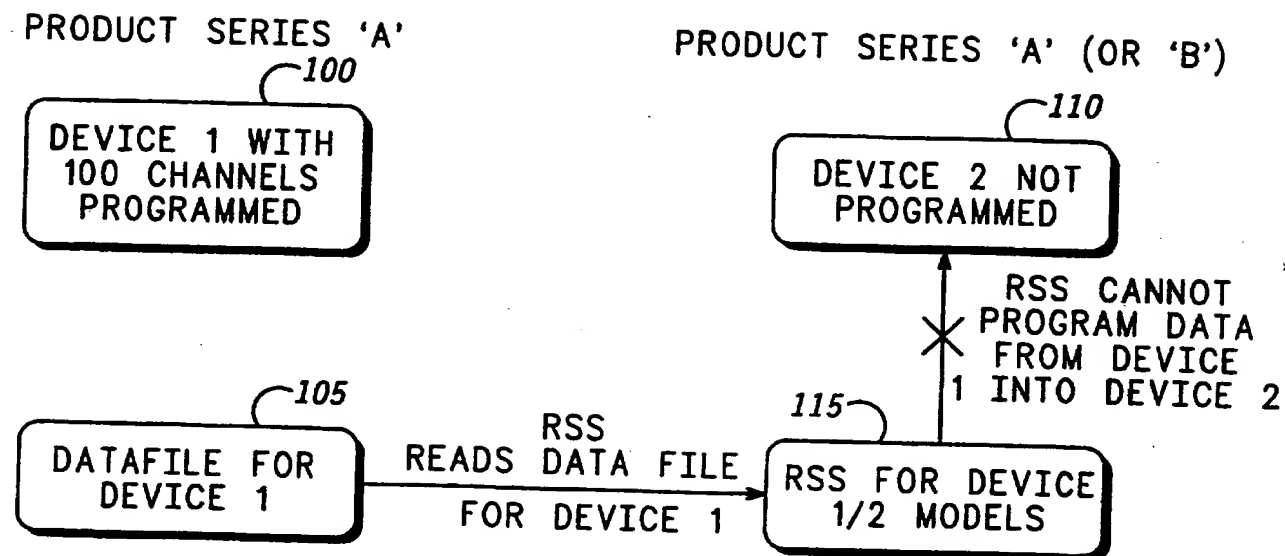 PRODUCT SERIES 'A'
100
DEVICE 1 WITH
100 CHANNELS
PROGRAMMED
PRODUCT SERIES 'A' (OR 'B')
110
DEVICE 2 NOT
PROGRAMMED
RSS CANNOT
PROGRAM DATA
FROM DEVICE
1 INTO DEVICE 2
105
DATAFILE FOR
DEVICE 1
RSS
READS DATA FILE
FOR DEVICE 1
115
RSS FOR DEVICE
1/2 MODELS